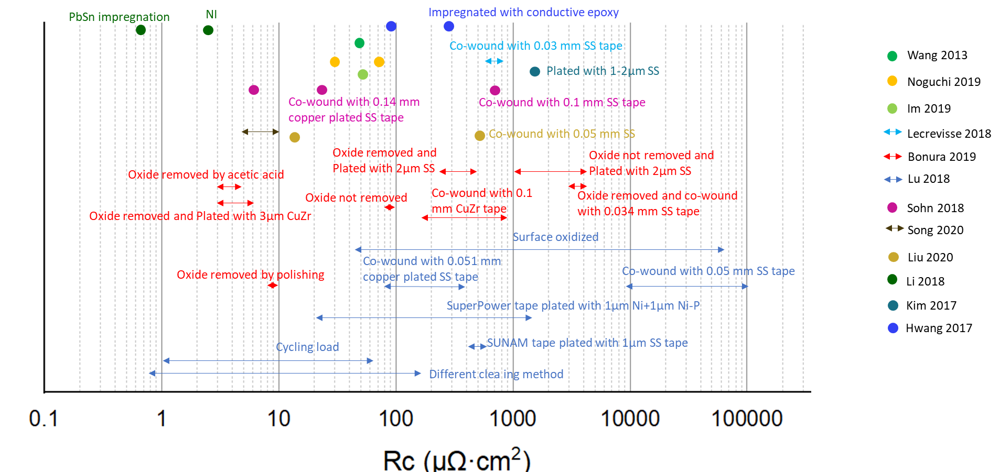 PbSn impregnation
NI
Impregnated with conductive epoxy
Co-wound with 0.03 mm SS tape
Plated with 1-2µm SS
Co-wound with 0.14 mm
copper plated SS tape
Co-wound with 0.1 mm SS tape
Co-wound with 0.05 mm SS
Oxide removed and
Plated with 2µm SS
Oxide not removed and
Plated with 2µm SS
Oxide removed by acetic acid
Oxide not removed
Co-wound with 0.1
mm CuZr tape
Oxide removed and co-wound
with 0.034 mm SS tape
Oxide removed and Plated with 3µm CuZr
Surface oxidized
Co-wound with 0.051 mm
copper plated SS tape
Co-wound with 0.05 mm SS tape
Oxide removed by polishing
SuperPower tape plated with 1µm Ni+1µm Ni-P
SUNAM tape plated with 1µm SS tape
Cycling load
Different clea ing method
0.1 1 10 100 1000 10000 100000
Rc (µΩ·cm²)
Wang 2013
Noguchi 2019
Im 2019
Lecrevisse 2018
Bonura 2019
Lu 2018
Sohn 2018
Song 2020
Liu 2020
Li 2018
Kim 2017
Hwang 2017